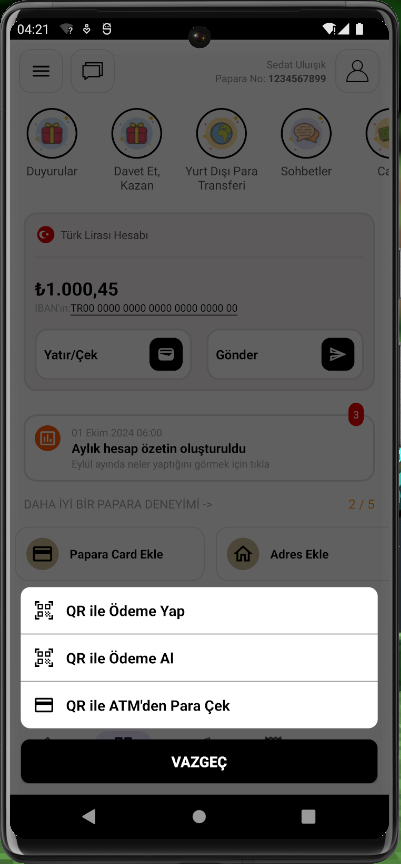 04:21
Sedat Uluışık
Papara No: 1234567899
Duyurular
Davet Et,
Kazan
Yurt Dışı Para
Transferi
Sohbetler
Ca
Türk Lirası Hesabı
₺1.000,45
IBAN'ın:TR00 0000 0000 0000 0000 0000 00
Yatır/Çek
Gönder
3
01 Ekim 2024 06:00
Aylık hesap özetin oluşturuldu
Eylül ayında neler yaptığını görmek için tıkla
DAHA İYİ BİR PAPARA DENEYİMİ ->
2 / 5
Papara Card Ekle
Adres Ekle
QR ile Ödeme Yap
QR ile Ödeme Al
QR ile ATM'den Para Çek
VAZGEÇ